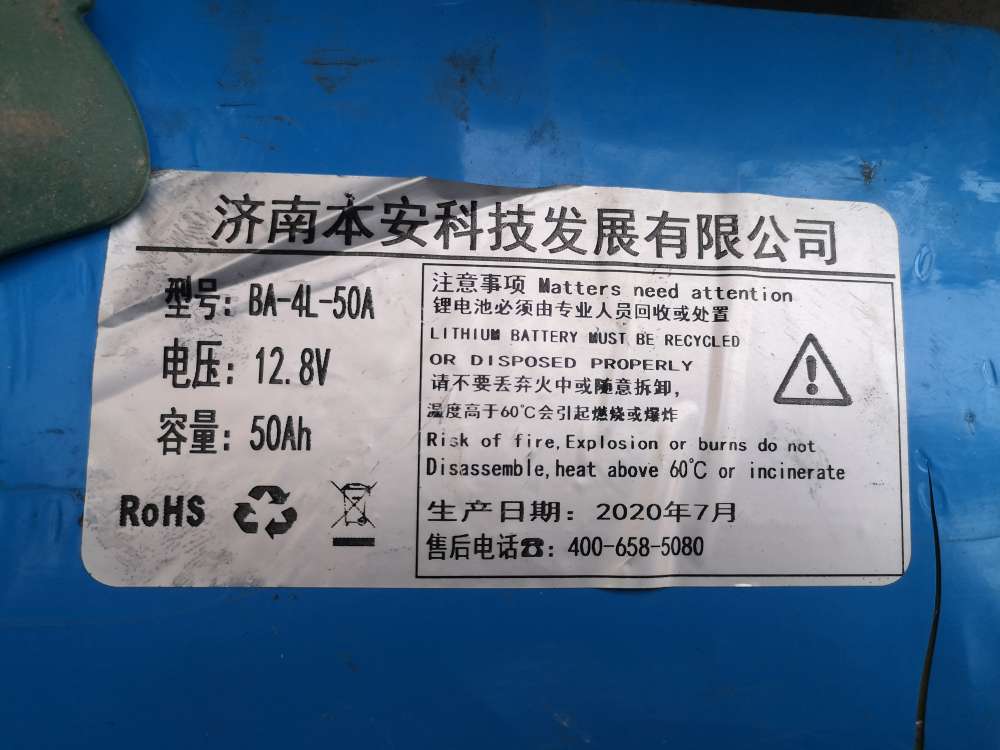 济南本安科技发展有限公司
型号: BA-4L-50A
电压: 12.8V
容量: 50Ah
RoHS
注意事项 Matters need attention
锂电池必须由专业人员回收或处置
LITHIUM BATTERY MUST BE RECYCLED
OR DISPOSED PROPERLY
请不要丢弃火中或随意拆卸,
温度高于60℃会引起燃烧或爆炸
Risk of fire,Explosion or burns do not
Disassemble,heat above 60℃ or incinerate
生产日期: 2020年7月
售后电话☎: 400-658-5080